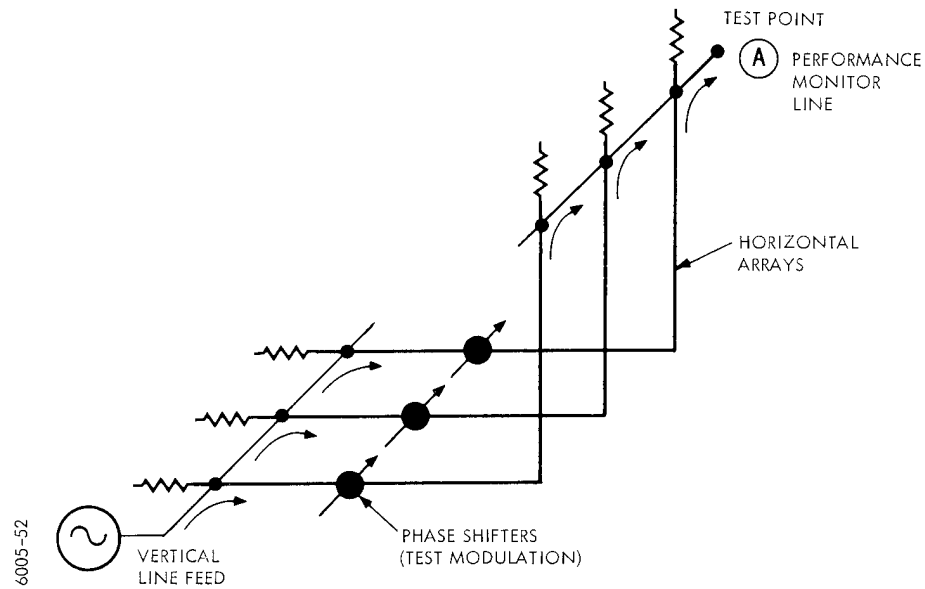 TEST POINT
A
PERFORMANCE
MONITOR
LINE
HORIZONTAL
ARRAYS
PHASE SHIFTERS
(TEST MODULATION)
VERTICAL
LINE FEED
6005-52